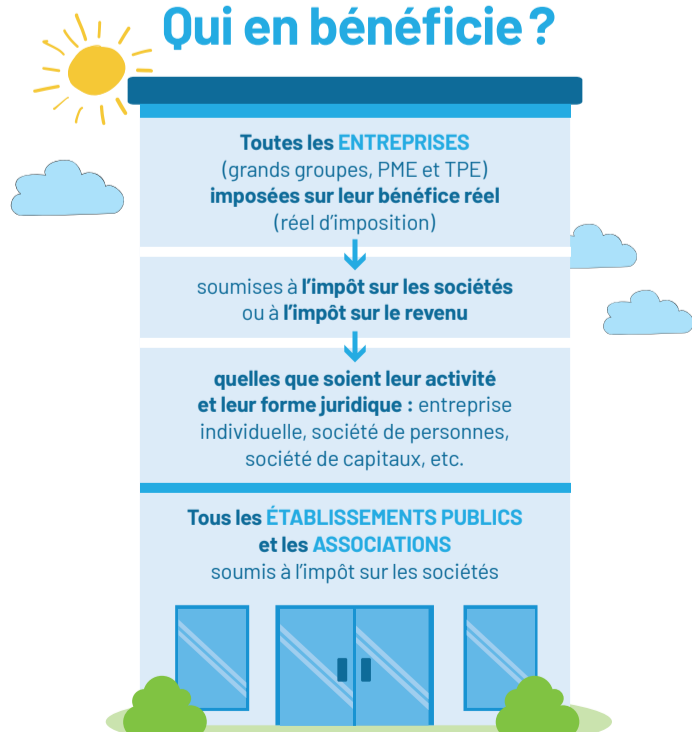 Qui en bénéficie ?
Toutes les ENTREPRISES
(grands groupes, PME et TPE)
imposées sur leur bénéfice réel
(réel d’imposition)
soumises à l’impôt sur les sociétés
ou à l’impôt sur le revenu
quelles que soient leur activité
et leur forme juridique : entreprise
individuelle, société de personnes,
société de capitaux, etc.
Tous les ÉTABLISSEMENTS PUBLICS
et les ASSOCIATIONS
soumis à l’impôt sur les sociétés